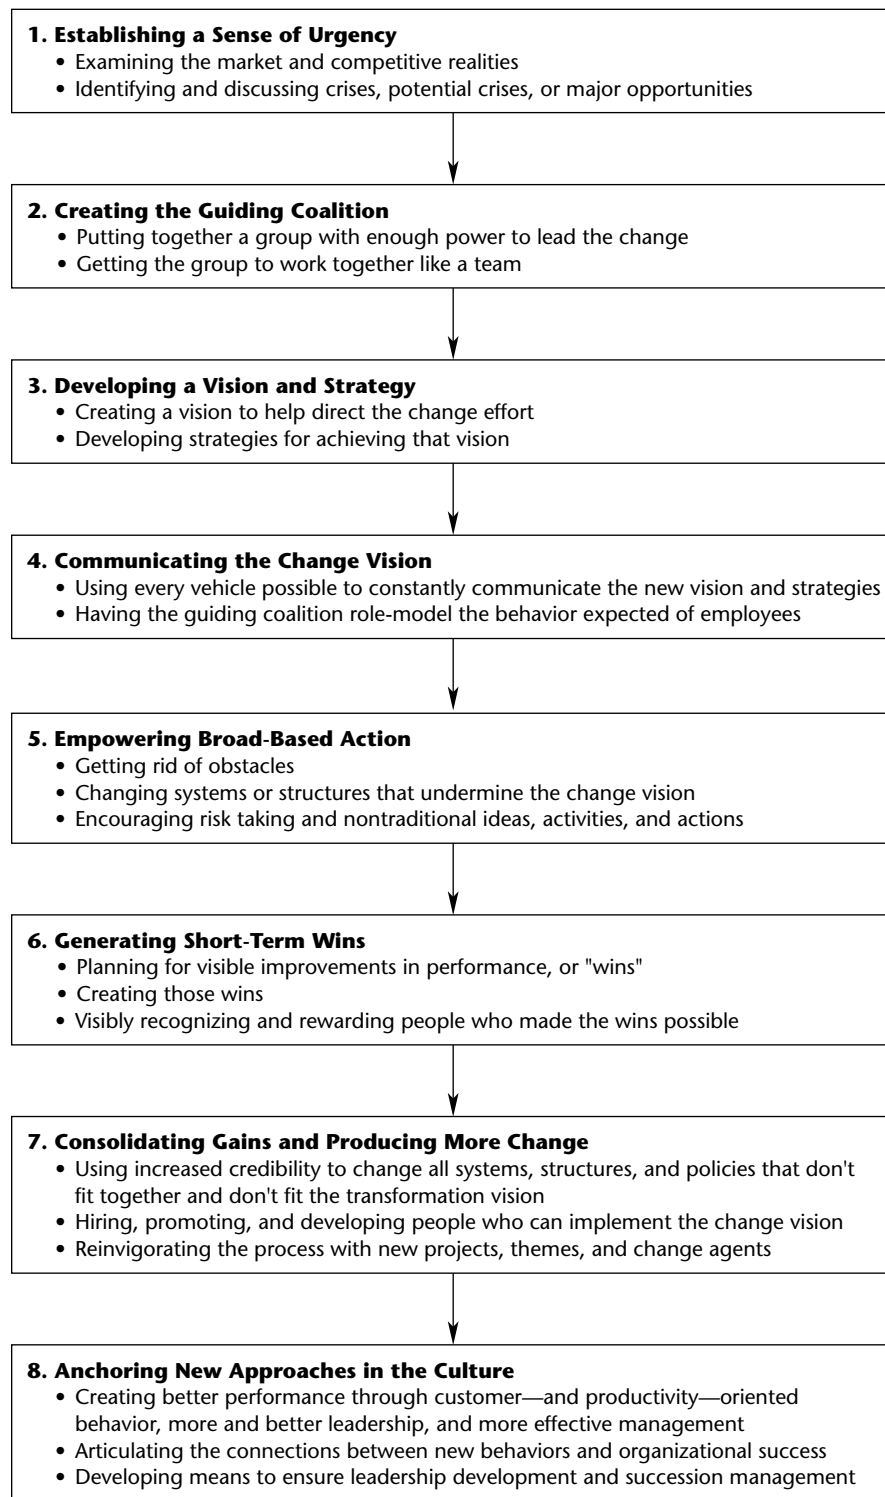 1. Establishing a Sense of Urgency
• Examining the market and competitive realities
• Identifying and discussing crises, potential crises, or major opportunities
2. Creating the Guiding Coalition
• Putting together a group with enough power to lead the change
• Getting the group to work together like a team
3. Developing a Vision and Strategy
• Creating a vision to help direct the change effort
• Developing strategies for achieving that vision
4. Communicating the Change Vision
• Using every vehicle possible to constantly communicate the new vision and strategies
• Having the guiding coalition role-model the behavior expected of employees
5. Empowering Broad-Based Action
• Getting rid of obstacles
• Changing systems or structures that undermine the change vision
• Encouraging risk taking and nontraditional ideas, activities, and actions
6. Generating Short-Term Wins
• Planning for visible improvements in performance, or "wins"
• Creating those wins
• Visibly recognizing and rewarding people who made the wins possible
7. Consolidating Gains and Producing More Change
• Using increased credibility to change all systems, structures, and policies that don't
fit together and don't fit the transformation vision
• Hiring, promoting, and developing people who can implement the change vision
• Reinvigorating the process with new projects, themes, and change agents
8. Anchoring New Approaches in the Culture
• Creating better performance through customer—and productivity—oriented
behavior, more and better leadership, and more effective management
• Articulating the connections between new behaviors and organizational success
• Developing means to ensure leadership development and succession management